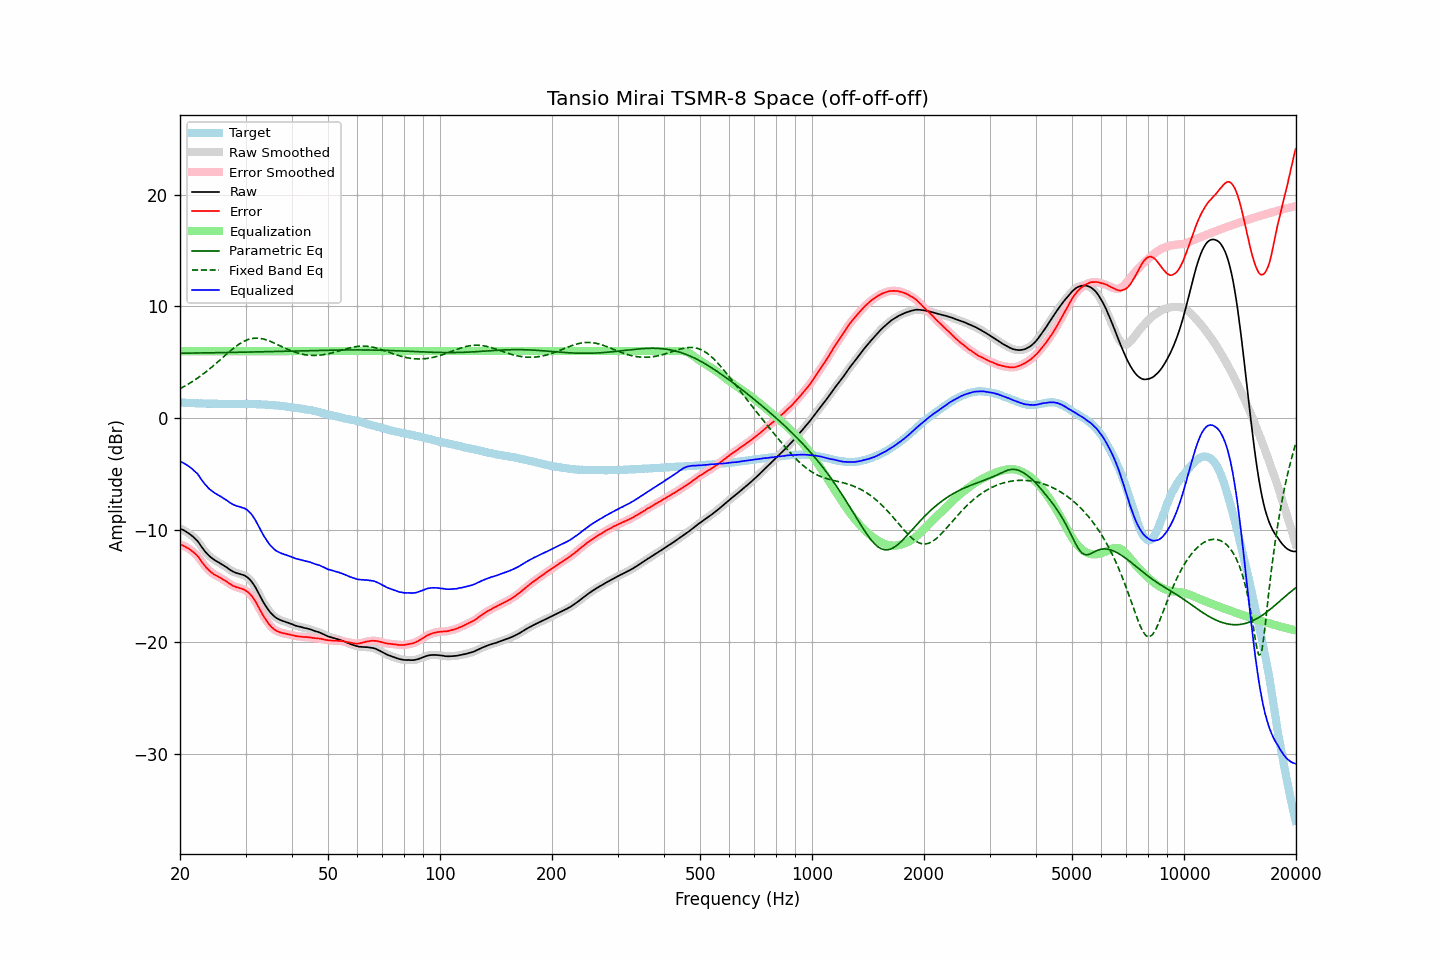 Tansio Mirai TSMR-8 Space (off-off-off)
Target
Raw Smoothed
Error Smoothed
Raw
Error
Equalization
Parametric Eq
Fixed Band Eq
Equalized
20
10
0
−10
−20
−30
Amplitude (dBr)
20 50 100 200 500 1000 2000 5000 10000 20000
Frequency (Hz)